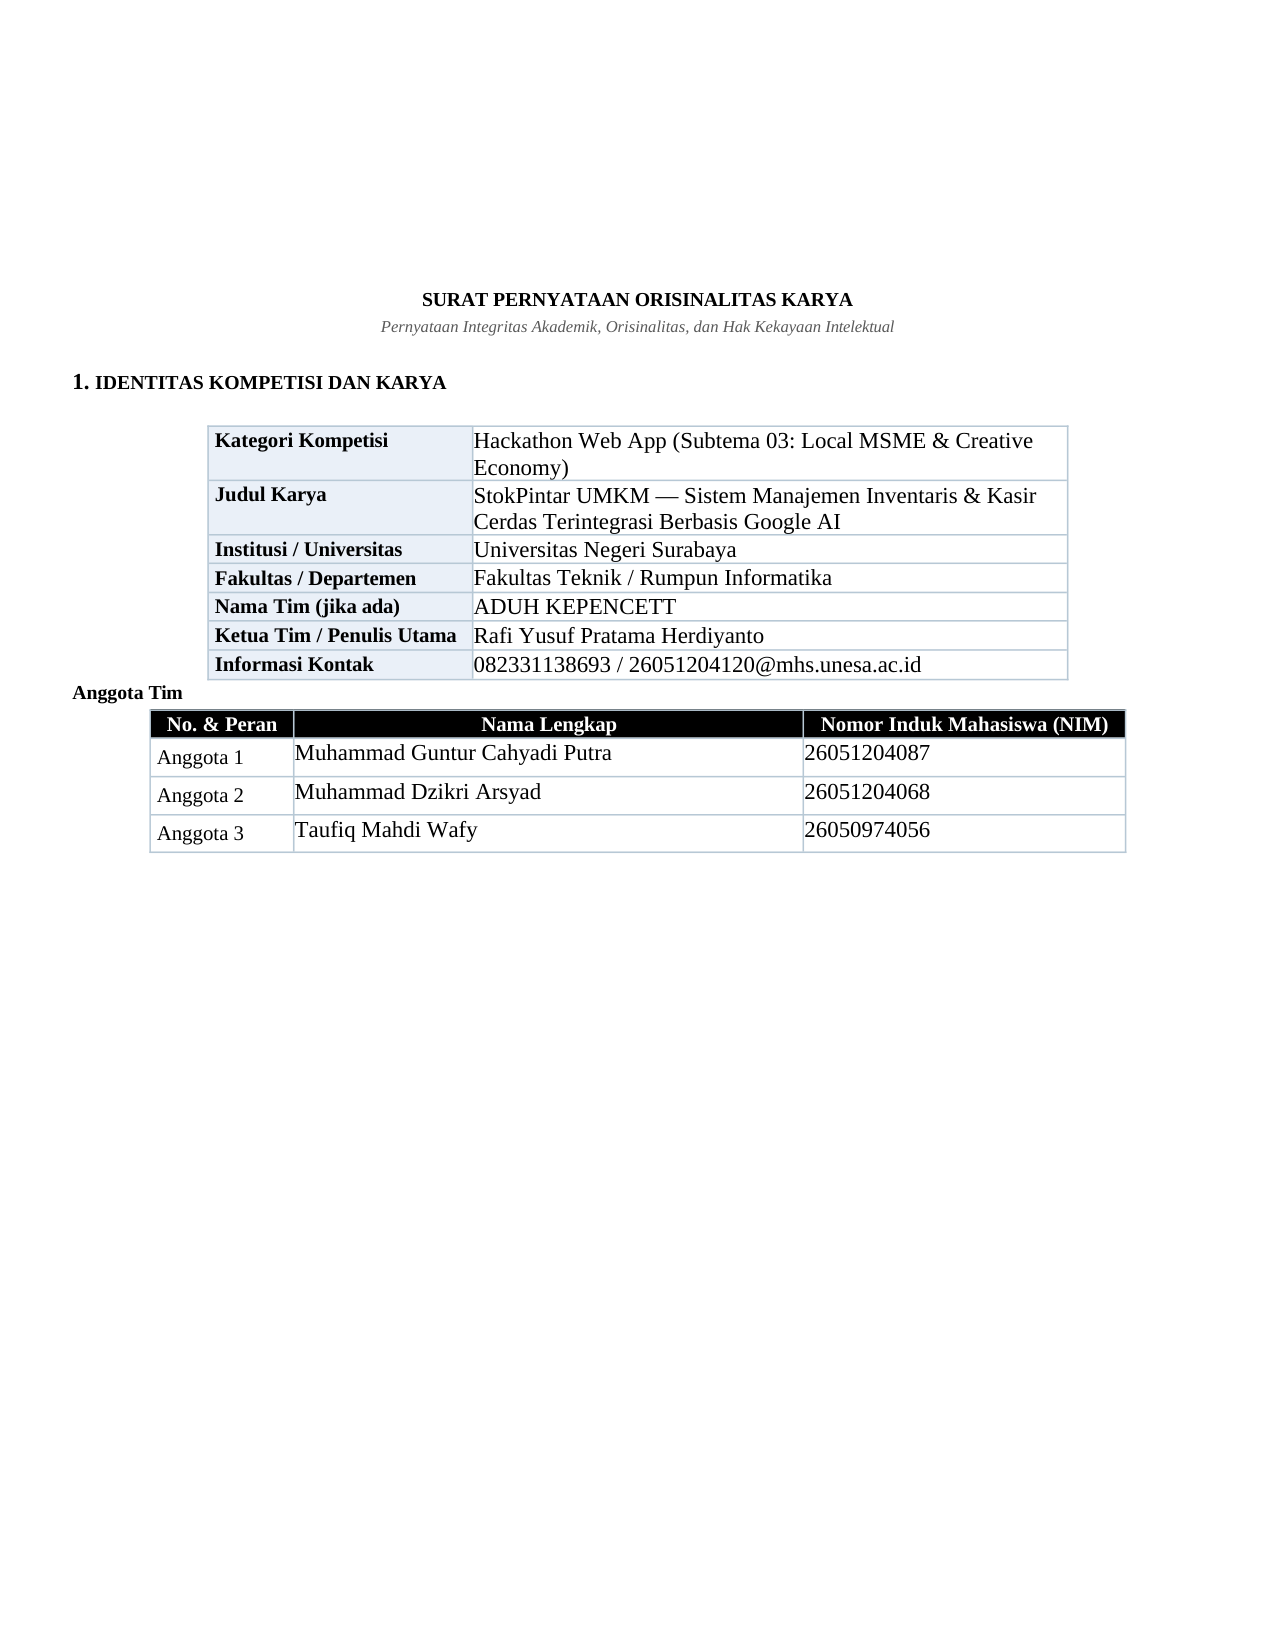 SURAT PERNYATAAN ORISINALITAS KARYA
Pernyataan Integritas Akademik, Orisinalitas, dan Hak Kekayaan Intelektual
1. IDENTITAS KOMPETISI DAN KARYA
Kategori Kompetisi Hackathon Web App (Subtema 03: Local MSME & Creative
Economy)
Judul Karya StokPintar UMKM — Sistem Manajemen Inventaris & Kasir
Cerdas Terintegrasi Berbasis Google AI
Institusi / Universitas Universitas Negeri Surabaya
Fakultas / Departemen Fakultas Teknik / Rumpun Informatika
Nama Tim (jika ada) ADUH KEPENCETT
Ketua Tim / Penulis Utama Rafi Yusuf Pratama Herdiyanto
Informasi Kontak 082331138693 / 26051204120@mhs.unesa.ac.id
Anggota Tim
No. & Peran Nama Lengkap Nomor Induk Mahasiswa (NIM)
Anggota 1 Muhammad Guntur Cahyadi Putra 26051204087
Anggota 2 Muhammad Dzikri Arsyad 26051204068
Anggota 3 Taufiq Mahdi Wafy 26050974056